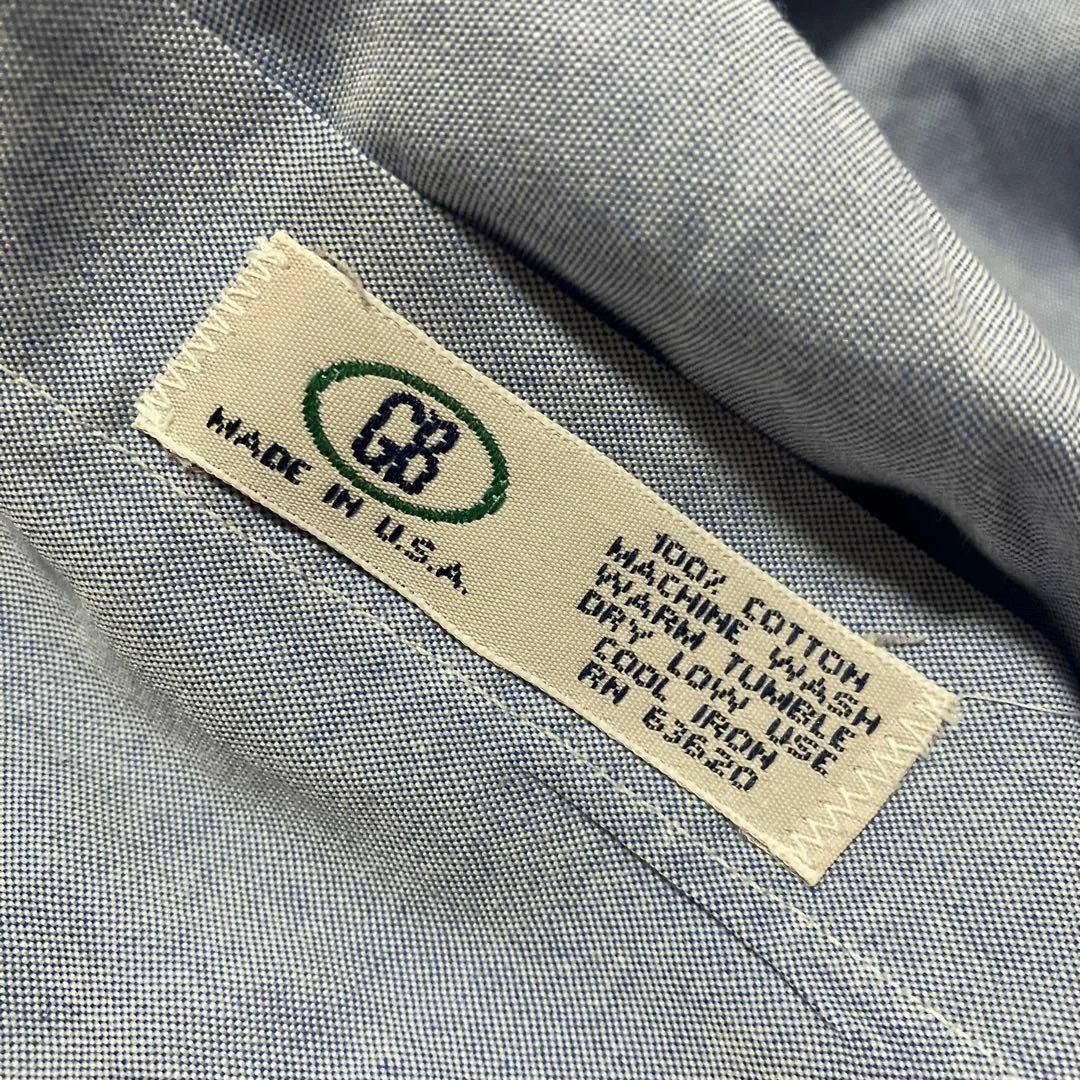 GB
MADE IN U.S.A.
100% COTTON
MACHINE WASH
WARM TUMBLE
DRY LOW USE
COOL IRON
RN 63620